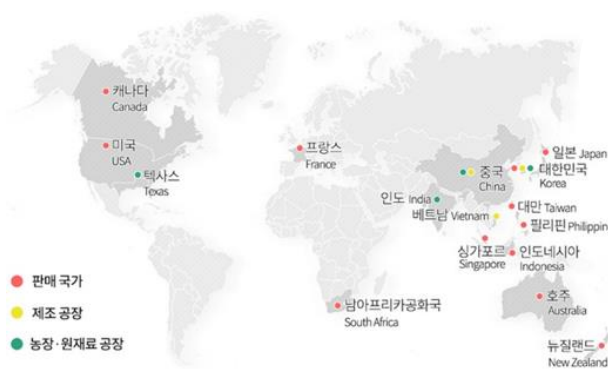 캐나다
Canada
미국
USA
텍사스
Texas
프랑스
France
일본 Japan
중국
China
대한민국
Korea
인도 India
베트남 Vietnam
대만 Taiwan
필리핀 Philippin
싱가포르
Singapore
인도네시아
Indonesia
남아프리카공화국
South Africa
호주
Australia
뉴질랜드
New Zealand
판매 국가
제조 공장
농장·원재료 공장